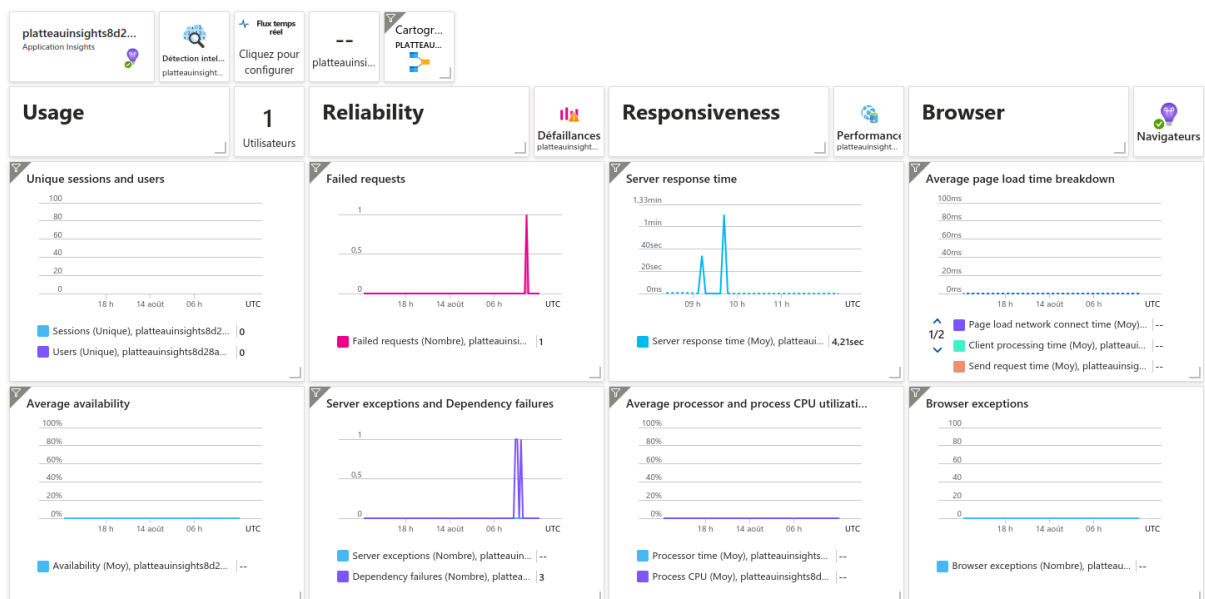 platteauinsights8d2...
Application Insights
Détection intel...
platteauinsight...
Flux temps
réel
Cliquez pour
configurer
--
platteauinsi...
Cartogr...
PLATTEAU...
Usage
1
Utilisateurs
Reliability
Défaillances
platteauinsight...
Responsiveness
Performance
platteauinsight...
Browser
Navigateurs
Unique sessions and users
100
80
60
40
20
0
18 h 14 août 06 h UTC
Sessions (Unique), platteauinsights8d2... 0
Users (Unique), platteauinsights8d28a... 0
Failed requests
1
0,5
0
18 h 14 août 06 h UTC
Failed requests (Nombre), platteauinsi... 1
Server response time
1,33min
1min
40sec
20sec
0ms
09 h 10 h 11 h UTC
Server response time (Moy), platteaui... 4,21sec
Average page load time breakdown
100ms
80ms
60ms
40ms
20ms
0ms
18 h 14 août 06 h UTC
1/2
Page load network connect time (Moy)... --
Client processing time (Moy), platteaui... --
Send request time (Moy), platteauinsig... --
Average availability
100%
80%
60%
40%
20%
0%
18 h 14 août 06 h UTC
Availability (Moy), platteauinsights8d2... --
Server exceptions and Dependency failures
1
0,5
0
18 h 14 août 06 h UTC
Server exceptions (Nombre), platteauin... --
Dependency failures (Nombre), plattea... 3
Average processor and process CPU utilizati...
100%
80%
60%
40%
20%
0%
18 h 14 août 06 h UTC
Processor time (Moy), platteauinsights... --
Process CPU (Moy), platteauinsights8d... --
Browser exceptions
100
80
60
40
20
0
18 h 14 août 06 h UTC
Browser exceptions (Nombre), platteau... --